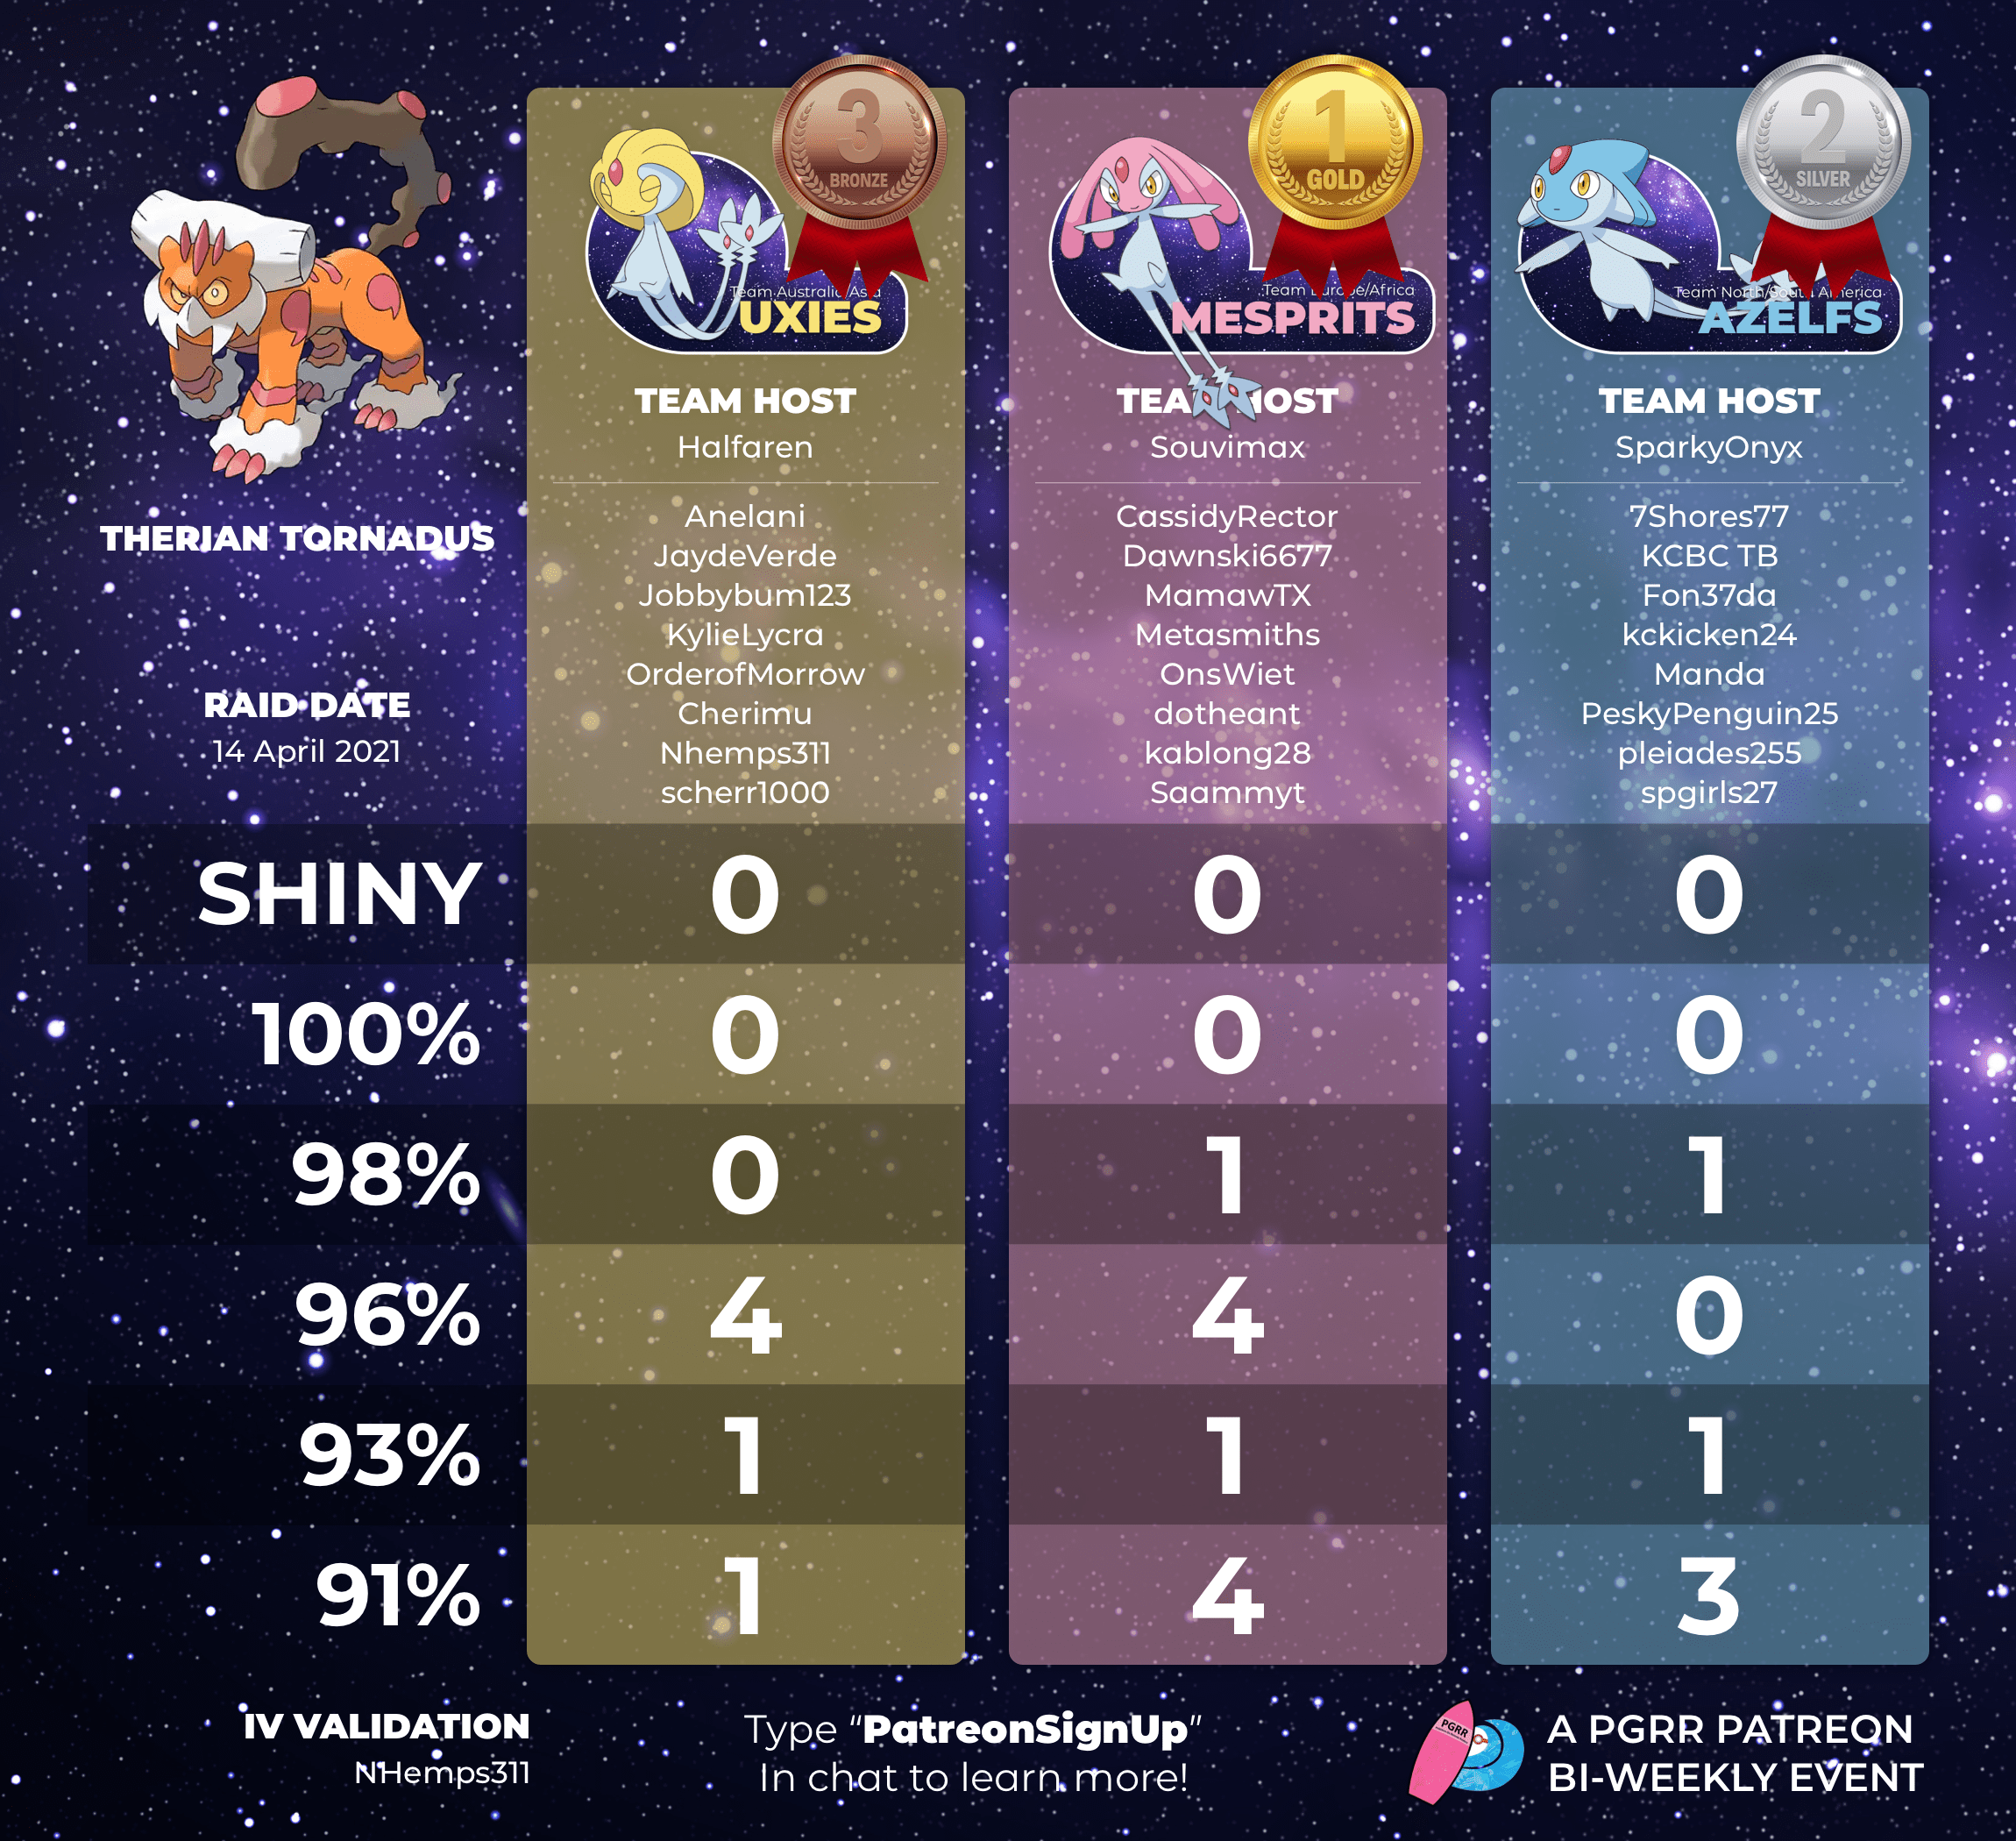 THERIAN TORNADUS
RAID DATE
14 April 2021
3
BRONZE
Team Australia/Asia
UXIES
TEAM HOST
Halfaren
Anelani
JaydeVerde
Jobbybum123
KylieLycra
OrderofMorrow
Cherimu
Nhemps311
scherr1000
1
GOLD
Team Europe/Africa
MESPRITS
TEAM HOST
Souvimax
CassidyRector
Dawnski6677
MamawTX
Metasmiths
OnsWiet
dotheant
kablong28
Saammyt
2
SILVER
Team North/South America
AZELFS
TEAM HOST
SparkyOnyx
7Shores77
KCBC TB
Fon37da
kckicken24
Manda
PeskyPenguin25
pleiades255
spgirls27
SHINY 0 0 0
100% 0 0 0
98% 0 1 1
96% 4 4 0
93% 1 1 1
91% 1 4 3
IV VALIDATION
NHemps311
Type “PatreonSignUp”
In chat to learn more!
PGRR
A PGRR PATREON
BI-WEEKLY EVENT